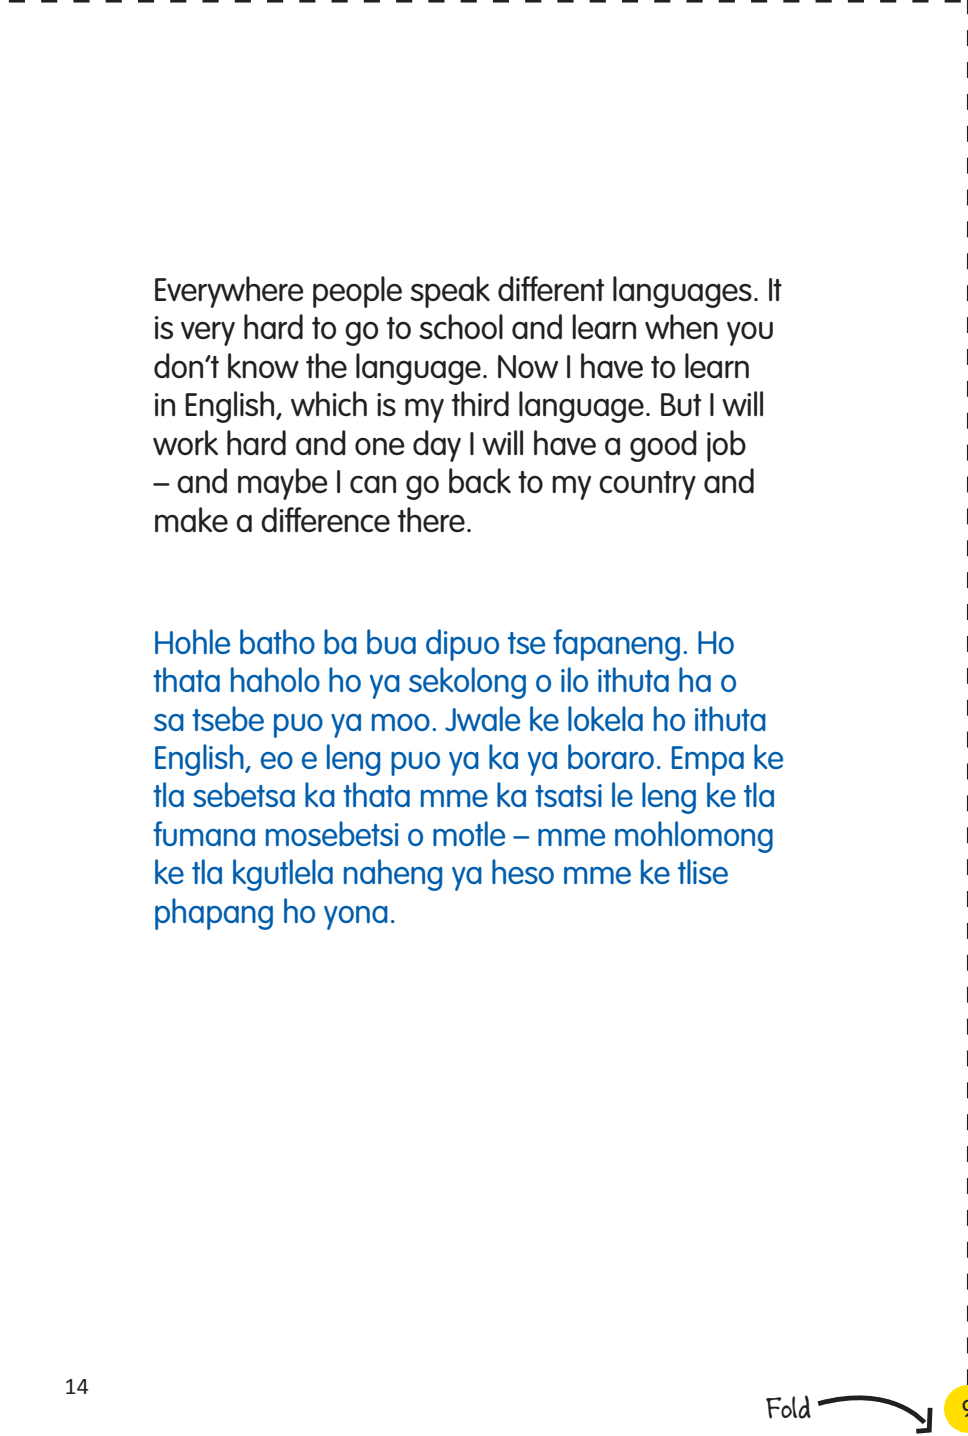 Everywhere people speak different languages. It
is very hard to go to school and learn when you
don't know the language. Now I have to learn
in English, which is my third language. But I will
work hard and one day I will have a good job
– and maybe I can go back to my country and
make a difference there.
Hohle batho ba bua dipuo tse fapaneng. Ho
thata haholo ho ya sekolong o ilo ithuta ha o
sa tsebe puo ya moo. Jwale ke lokela ho ithuta
English, eo e leng puo ya ka ya boraro. Empa ke
tla sebetsa ka thata mme ka tsatsi le leng ke tla
fumana mosebetsi o motle – mme mohlomong
ke tla kgutlela naheng ya heso mme ke tlise
phapang ho yona.
14
Fold